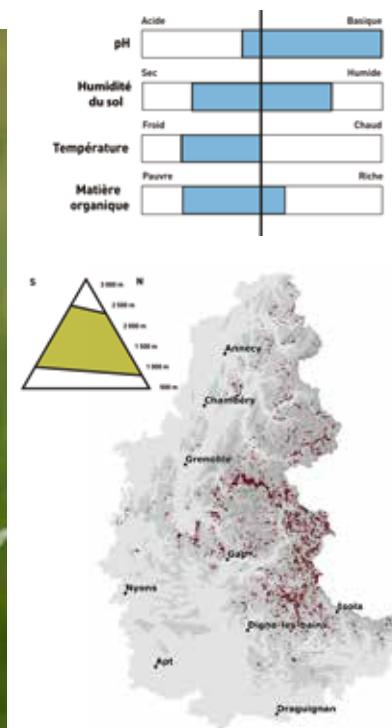 Acide Basique
pH
Sec Humide
Humidité
du sol
Froid Chaud
Température
Pauvre Riche
Matière
organique
S N
3 000 m
2 500 m
2 000 m
1 500 m
1 000 m
500 m
Annecy
Chambéry
Grenoble
Gap
Nyons
Isola
Digne-les-bains
Apt
Draguignan